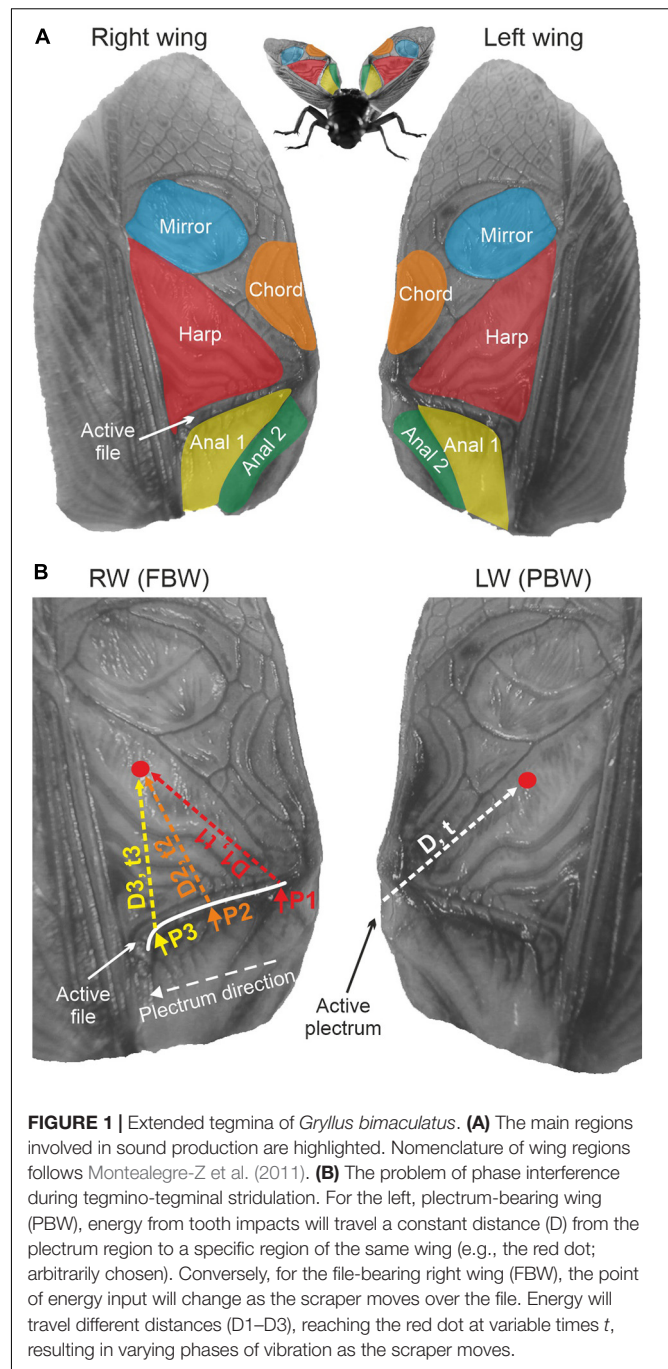 A
Right wing
Left wing
Mirror
Mirror
Chord
Chord
Harp
Harp
Active
file
Anal 1
Anal 2
Anal 2
Anal 1
B
RW (FBW)
LW (PBW)
D3, t3
D2, t2
D1, t1
D, t
P1
P2
P3
Active
file
Plectrum direction
Active
plectrum
FIGURE 1 | Extended tegmina of Gryllus bimaculatus. (A) The main regions
involved in sound production are highlighted. Nomenclature of wing regions
follows Montealegre-Z et al. (2011). (B) The problem of phase interference
during tegmino-tegminal stridulation. For the left, plectrum-bearing wing
(PBW), energy from tooth impacts will travel a constant distance (D) from the
plectrum region to a specific region of the same wing (e.g., the red dot;
arbitrarily chosen). Conversely, for the file-bearing right wing (FBW), the point
of energy input will change as the scraper moves over the file. Energy will
travel different distances (D1–D3), reaching the red dot at variable times t,
resulting in varying phases of vibration as the scraper moves.